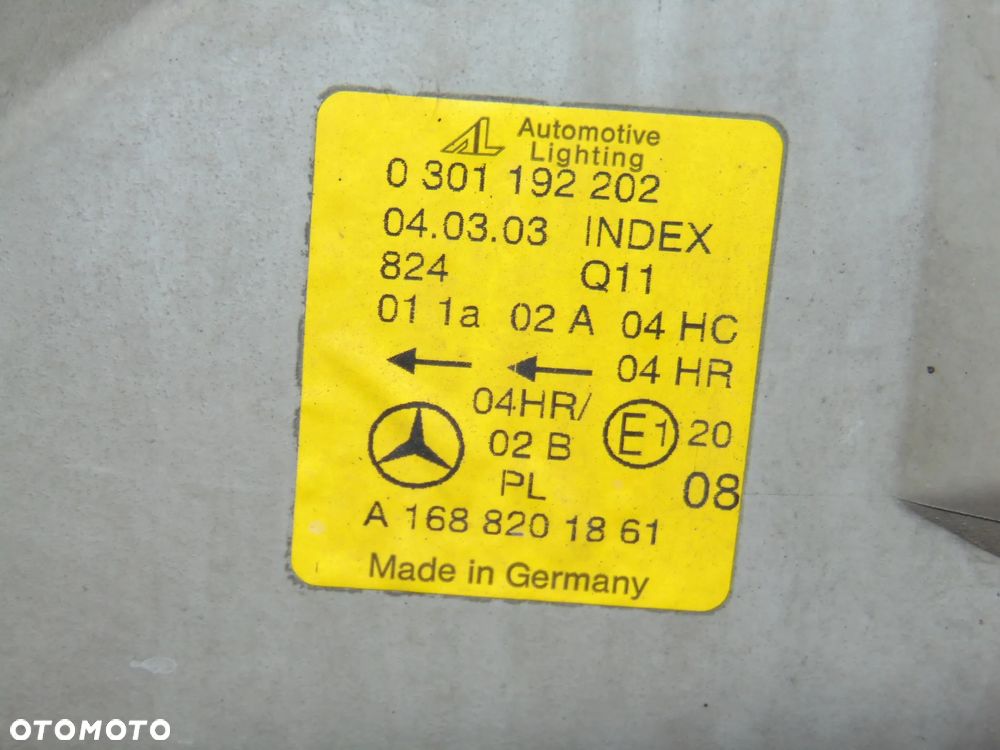 AL Automotive
Lighting
0 301 192 202
04.03.03 INDEX
824 Q11
01 1a 02 A 04 HC
04 HR
04HR/
02 B E1 20
PL 08
A 168 820 18 61
Made in Germany
OTOMOTO